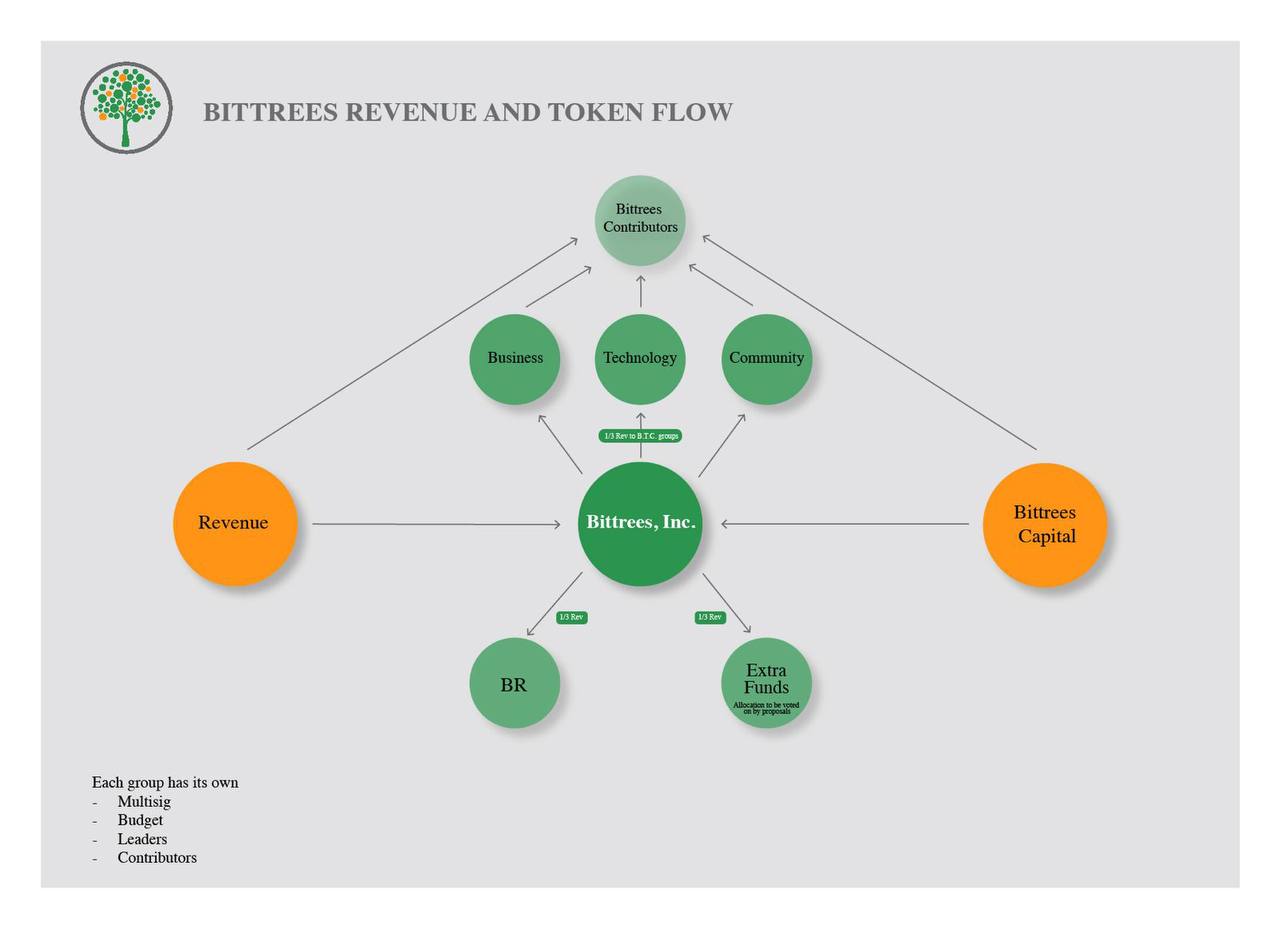 BITTREES REVENUE AND TOKEN FLOW
Bittrees
Contributors
Business
Technology
Community
1/3 Rev to B.T.C. groups
Revenue
Bittrees, Inc.
Bittrees
Capital
1/3 Rev
1/3 Rev
BR
Extra
Funds
Allocation to be voted
on by proposals
Each group has its own
- Multisig
- Budget
- Leaders
- Contributors